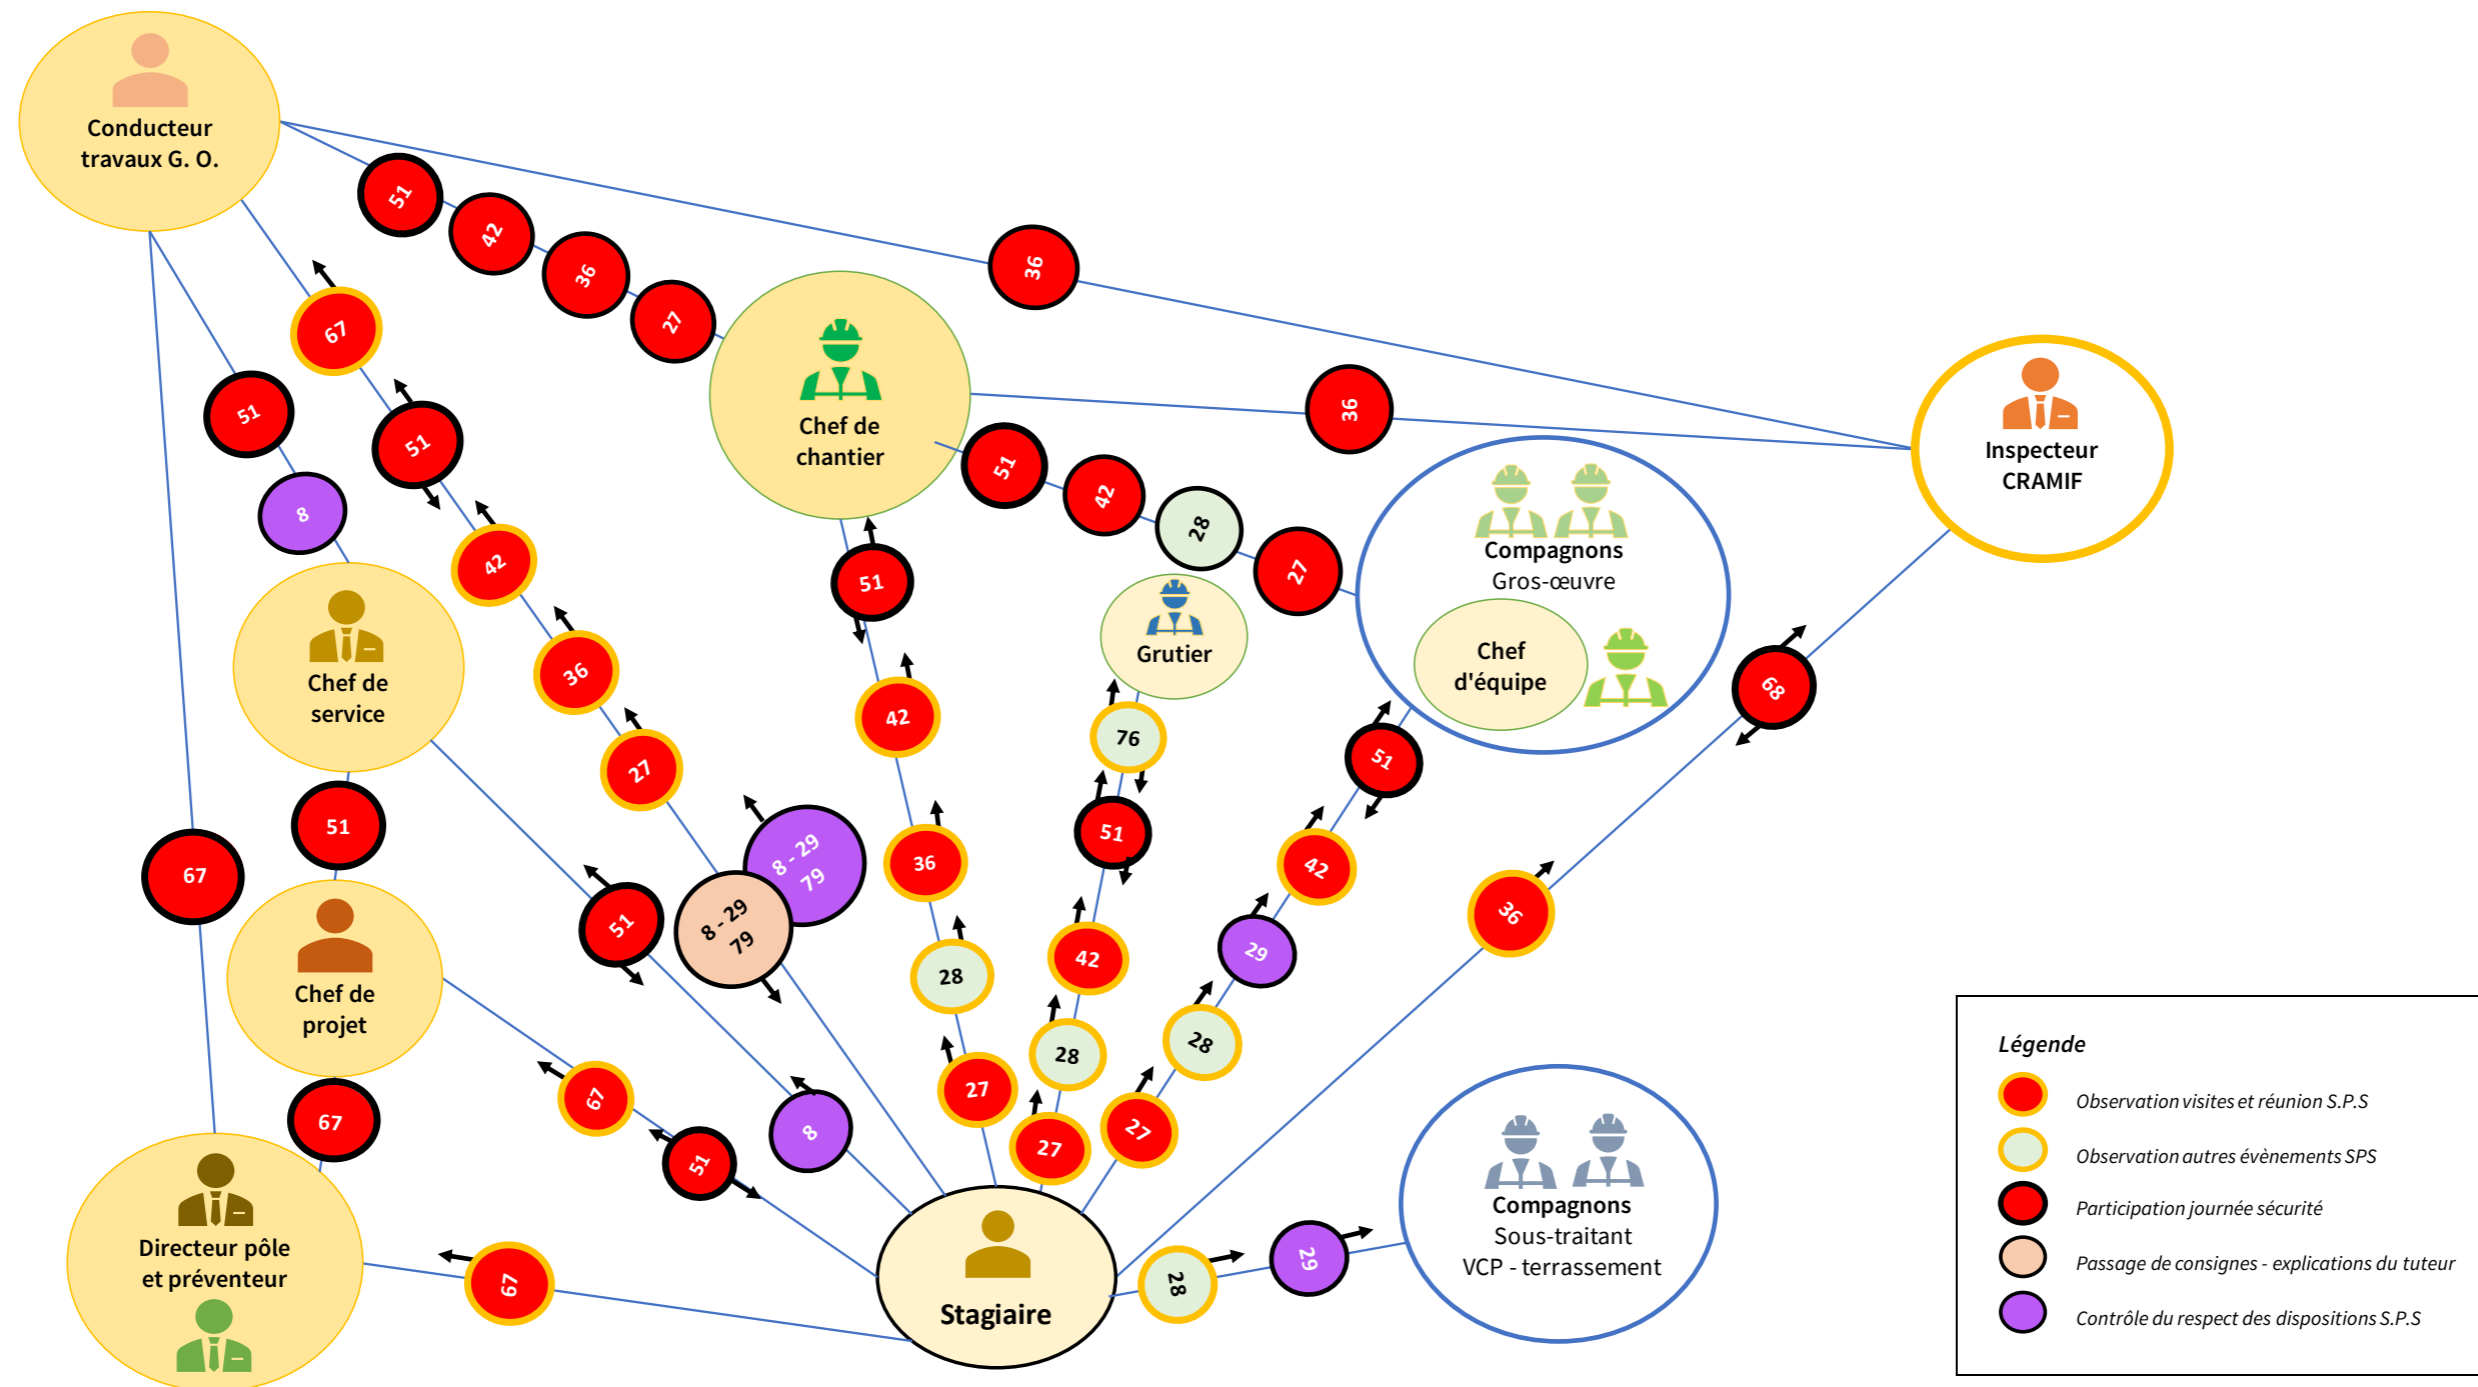 Conducteur
travaux G. O.
51
42
36
27
36
67
51
8
51
42
36
27
Chef de
chantier
36
Inspecteur
CRAMIF
51
42
28
27
Compagnons
Gros-œuvre
Chef
d'équipe
Grutier
Chef de
service
51
42
36
28
27
76
51
42
28
27
51
42
29
28
27
68
36
67
51
Chef de
projet
67
51
8
8 - 29
79
8 - 29
79
67
51
Directeur pôle
et préventeur
67
Stagiaire
28
29
Compagnons
Sous-traitant
VCP - terrassement
Légende
Observation visites et réunion S.P.S
Observation autres évènements SPS
Participation journée sécurité
Passage de consignes - explications du tuteur
Contrôle du respect des dispositions S.P.S